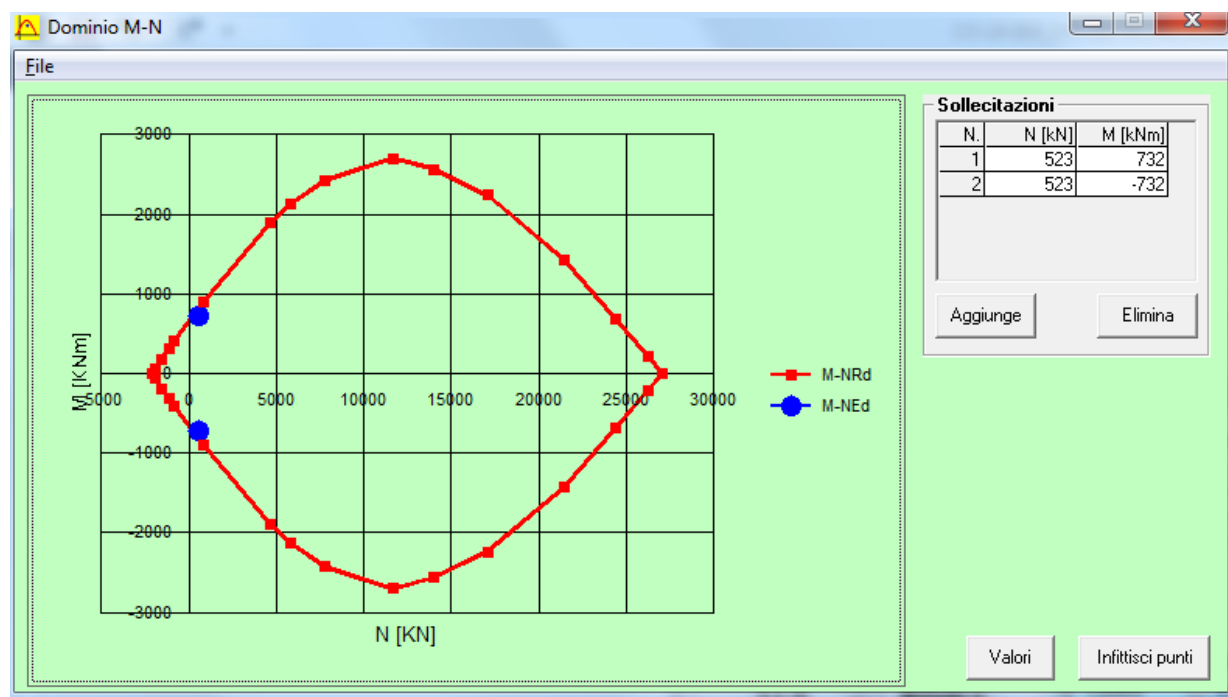 Dominio M-N
File
3000
2000
1000
0
-5000 0 5000 10000 15000 20000 25000 30000
-1000
-2000
-3000
M [KNm]
N [KN]
M-NRd
M-NEd
Sollecitazioni
N. N [kN] M [kNm]
1 523 732
2 523 -732
Aggiunge Elimina
Valori Infittisci punti